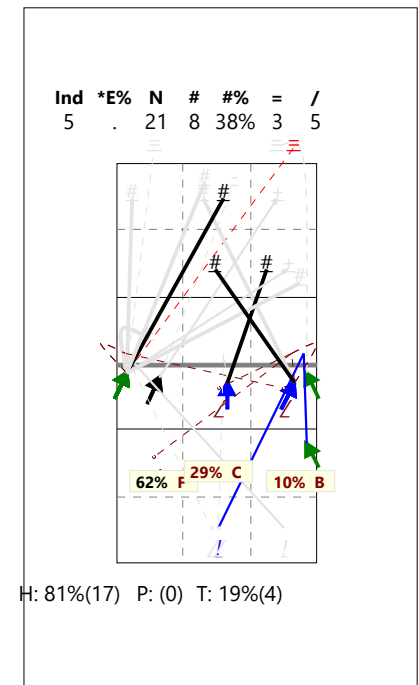 Ind *E% N # #% = /
5 . 21 8 38% 3 5
= =
# # - #
# +
# # +
#
/ /
62% F 29% C 10% B
/ /
H: 81%(17) P: (0) T: 19%(4)